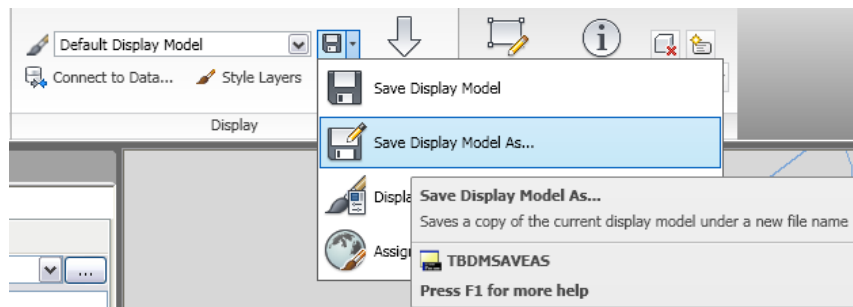 Default Display Model
Connect to Data... Style Layers
Display
Save Display Model
Save Display Model As...
Save Display Model As...
Saves a copy of the current display model under a new file name
TBDMSAVEAS
Press F1 for more help
...